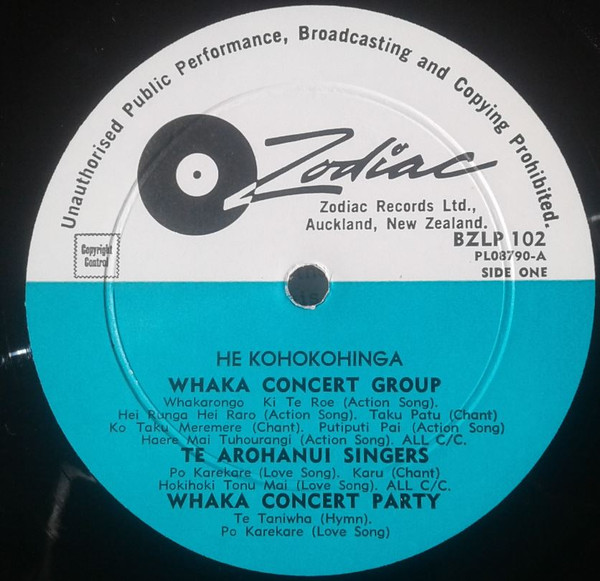 Unauthorised Public Performance, Broadcasting and Copying Prohibited.
Zodiac
Zodiac Records Ltd.,
Auckland, New Zealand.
BZLP 102
PL08790-A
SIDE ONE
Copyright
Control
HE KOHOKOHINGA
WHAKA CONCERT GROUP
Whakarongo Ki Te Roe (Action Song).
Hei Runga Hei Raro (Action Song). Taku Patu (Chant)
Ko Taku Meremere (Chant). Putiputi Pai (Action Song)
Haere Mai Tuhourangi (Action Song). ALL C/C.
TE AROHANUI SINGERS
Po Karekare (Love Song). Karu (Chant)
Hokihoki Tonu Mai (Love Song). ALL C/C.
WHAKA CONCERT PARTY
Te Taniwha (Hymn).
Po Karekare (Love Song)